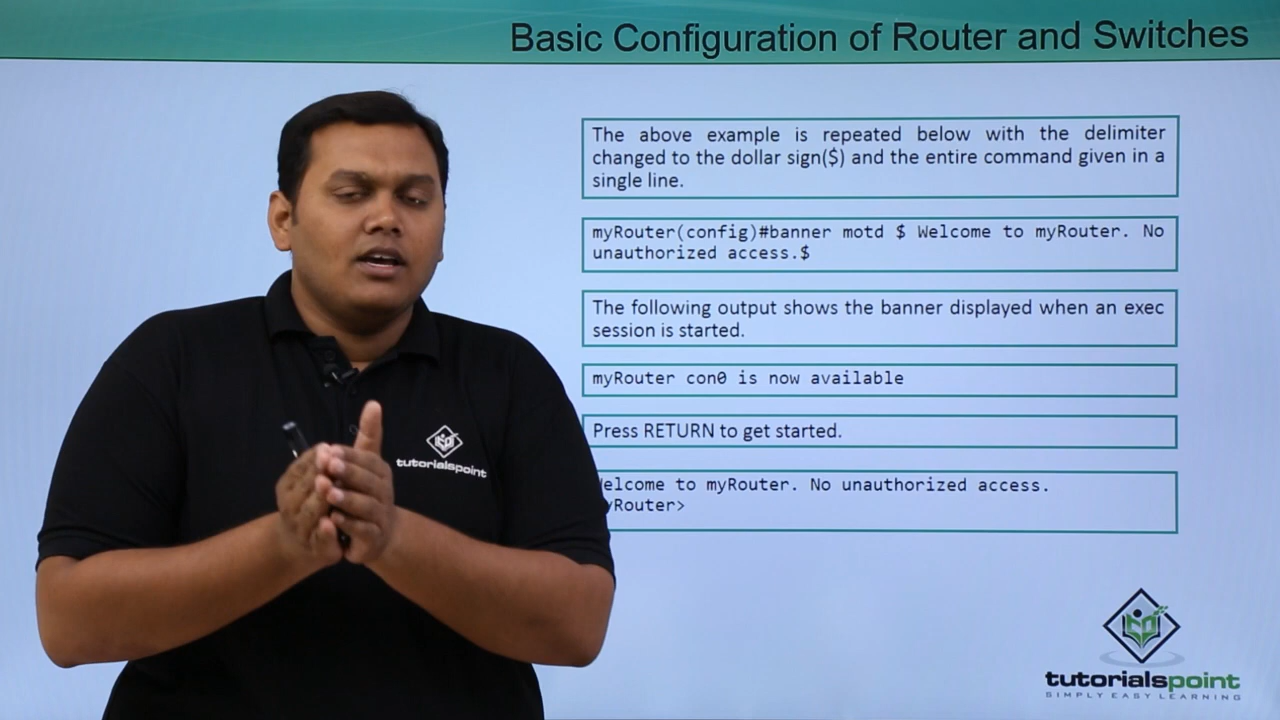 Basic Configuration of Router and Switches
The above example is repeated below with the delimiter
changed to the dollar sign($) and the entire command given in a
single line.
myRouter(config)#banner motd $ Welcome to myRouter. No
unauthorized access.$
The following output shows the banner displayed when an exec
session is started.
myRouter con0 is now available
Press RETURN to get started.
elcome to myRouter. No unauthorized access.
yRouter>
tutorialspoint
tutorialspoint
SIMPLY EASY LEARNING